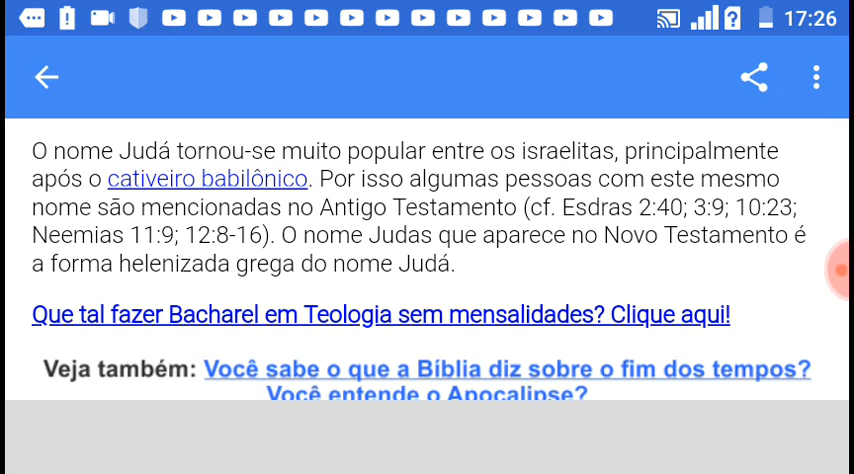 17:26
O nome Judá tornou-se muito popular entre os israelitas, principalmente
após o cativeiro babilônico. Por isso algumas pessoas com este mesmo
nome são mencionadas no Antigo Testamento (cf. Esdras 2:40; 3:9; 10:23;
Neemias 11:9; 12:8-16). O nome Judas que aparece no Novo Testamento é
a forma helenizada grega do nome Judá.
Que tal fazer Bacharel em Teologia sem mensalidades? Clique aqui!
Veja também: Você sabe o que a Bíblia diz sobre o fim dos tempos?
Você entende o Apocalipse?